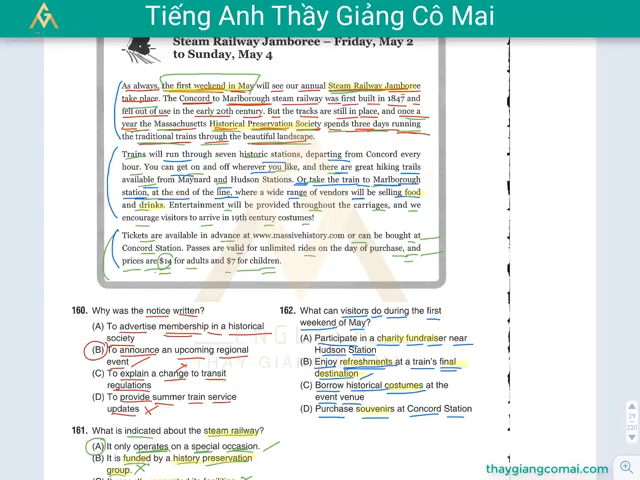 Tiếng Anh Thầy Giảng Cô Mai
Steam Railway Jamboree – Friday, May 2
to Sunday, May 4
As always, the first weekend in May will see our annual Steam Railway Jamboree
take place. The Concord to Marlborough steam railway was first built in 1847 and
fell out of use in the early 20th century. But the tracks are still in place, and once a
year the Massachusetts Historical Preservation Society spends three days running
the traditional trains through the beautiful landscape.
Trains will run through seven historic stations, departing from Concord every
hour. You can get on and off wherever you like, and there are great hiking trails
available from Maynard and Hudson Stations. Or take the train to Marlborough
station, at the end of the line, where a wide range of vendors will be selling food
and drinks. Entertainment will be provided throughout the carriages, and we
encourage visitors to arrive in 19th century costumes!
Tickets are available in advance at www.massivehistory.com or can be bought at
Concord Station. Passes are valid for unlimited rides on the day of purchase, and
prices are $14 for adults and $7 for children.
160. Why was the notice written?
(A) To advertise membership in a historical
society
(B) To announce an upcoming regional
event
(C) To explain a change to transit
regulations
(D) To provide summer train service
updates
161. What is indicated about the steam railway?
(A) It only operates on a special occasion.
(B) It is funded by a history preservation
group.
162. What can visitors do during the first
weekend of May?
(A) Participate in a charity fundraiser near
Hudson Station
(B) Enjoy refreshments at a train's final
destination
(C) Borrow historical costumes at the
event venue
(D) Purchase souvenirs at Concord Station
29
220
thaygiangcomai.com